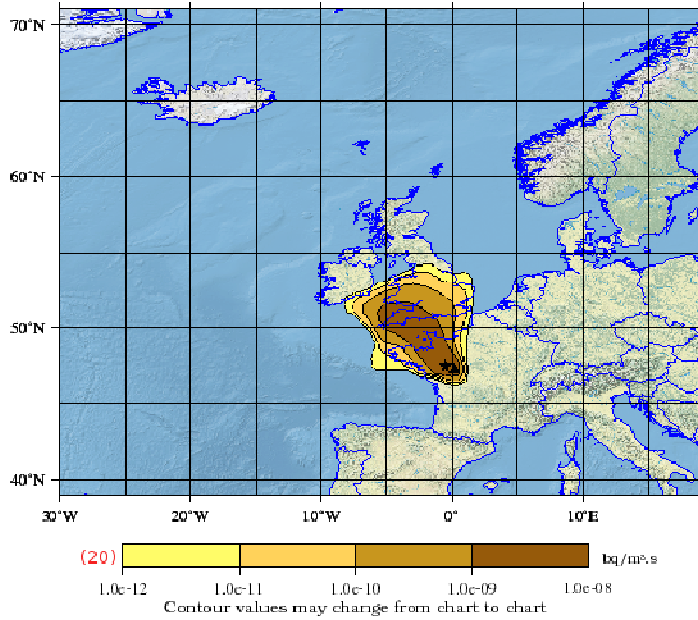 70°N
60°N
50°N
40°N
30°W 20°W 10°W 0° 10°E
(20) bq/m³.s
1.0e-12 1.0e-11 1.0e-10 1.0e-09 1.0e-08
Contour values may change from chart to chart